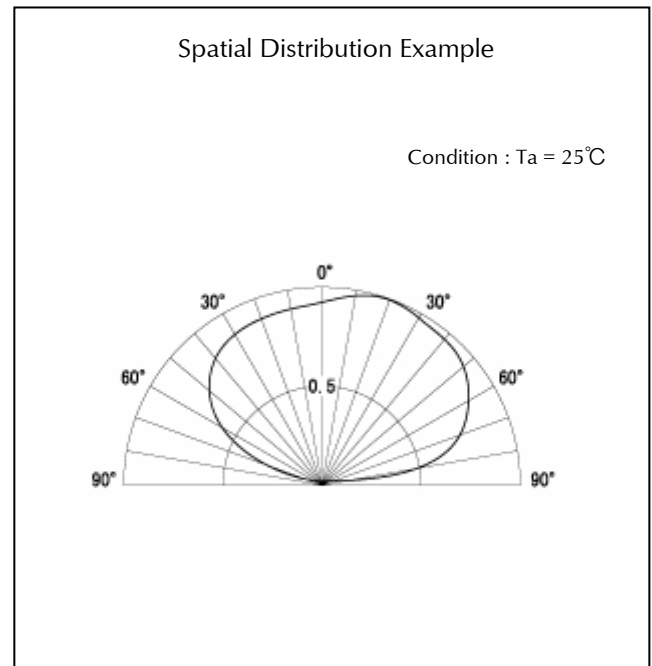 Spatial Distribution Example
Condition : Ta = 25℃
0°
30° 30°
60° 60°
0.5
90° 90°